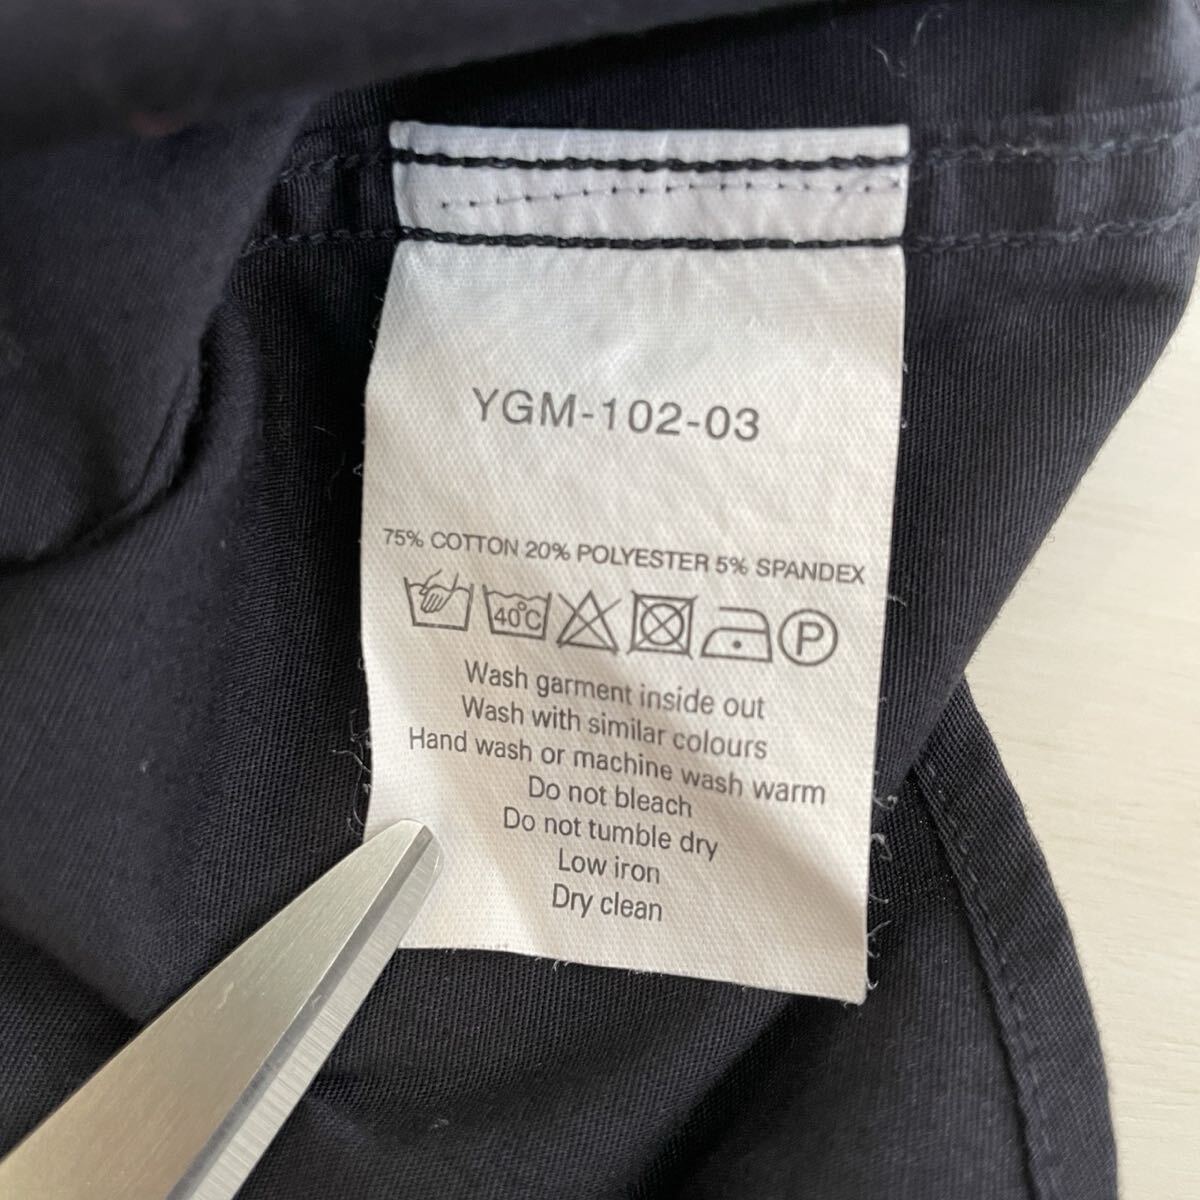 YGM-102-03
75% COTTON 20% POLYESTER 5% SPANDEX
40°C P
Wash garment inside out
Wash with similar colours
Hand wash or machine wash warm
Do not bleach
Do not tumble dry
Low iron
Dry clean